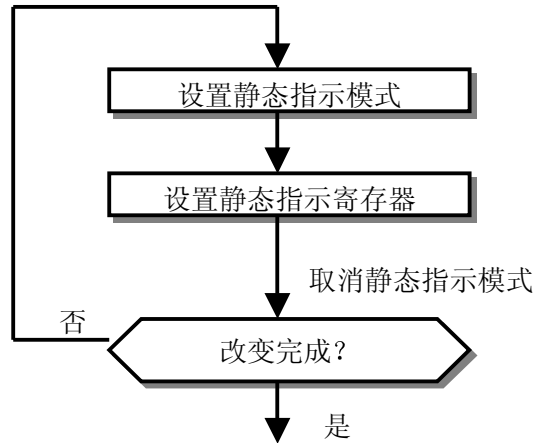 设置静态指示模式
设置静态指示寄存器
取消静态指示模式
否
改变完成?
是